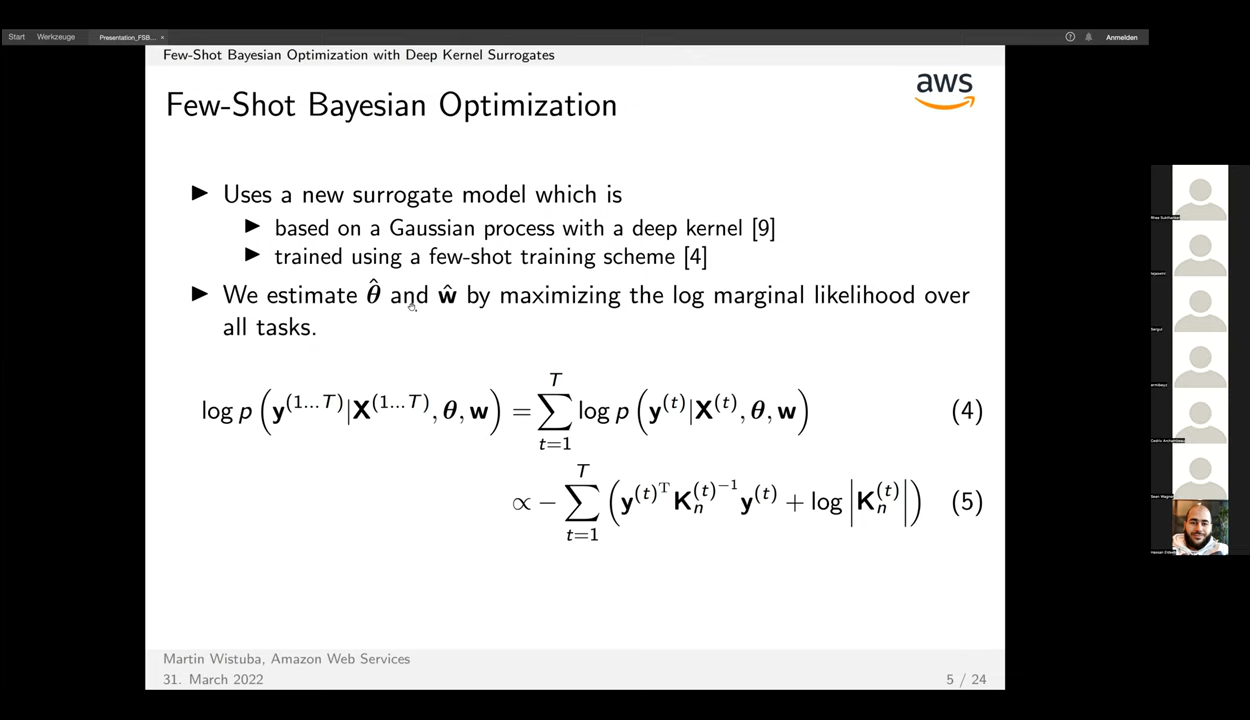 Start Werkzeuge Presentation_FSB... × Anmelden
Few-Shot Bayesian Optimization with Deep Kernel Surrogates
aws
Few-Shot Bayesian Optimization
▶ Uses a new surrogate model which is
▶ based on a Gaussian process with a deep kernel [9]
▶ trained using a few-shot training scheme [4]
▶ We estimate θ̂ and ŵ by maximizing the log marginal likelihood over
all tasks.
log p (y^(1...T) | X^(1...T), θ, w) = ∑_{t=1}^{T} log p (y^(t) | X^(t), θ, w) (4)
∝ − ∑_{t=1}^{T} (y^(t)^T K_n^(t)^−1 y^(t) + log |K_n^(t)|) (5)
Martin Wistuba, Amazon Web Services
31. March 2022 5 / 24